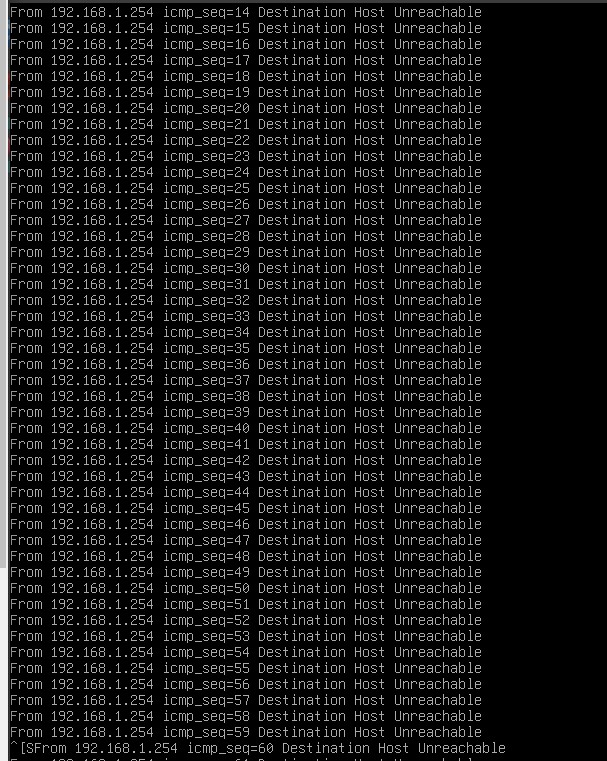 From 192.168.1.254 icmp_seq=14 Destination Host Unreachable
From 192.168.1.254 icmp_seq=15 Destination Host Unreachable
From 192.168.1.254 icmp_seq=16 Destination Host Unreachable
From 192.168.1.254 icmp_seq=17 Destination Host Unreachable
From 192.168.1.254 icmp_seq=18 Destination Host Unreachable
From 192.168.1.254 icmp_seq=19 Destination Host Unreachable
From 192.168.1.254 icmp_seq=20 Destination Host Unreachable
From 192.168.1.254 icmp_seq=21 Destination Host Unreachable
From 192.168.1.254 icmp_seq=22 Destination Host Unreachable
From 192.168.1.254 icmp_seq=23 Destination Host Unreachable
From 192.168.1.254 icmp_seq=24 Destination Host Unreachable
From 192.168.1.254 icmp_seq=25 Destination Host Unreachable
From 192.168.1.254 icmp_seq=26 Destination Host Unreachable
From 192.168.1.254 icmp_seq=27 Destination Host Unreachable
From 192.168.1.254 icmp_seq=28 Destination Host Unreachable
From 192.168.1.254 icmp_seq=29 Destination Host Unreachable
From 192.168.1.254 icmp_seq=30 Destination Host Unreachable
From 192.168.1.254 icmp_seq=31 Destination Host Unreachable
From 192.168.1.254 icmp_seq=32 Destination Host Unreachable
From 192.168.1.254 icmp_seq=33 Destination Host Unreachable
From 192.168.1.254 icmp_seq=34 Destination Host Unreachable
From 192.168.1.254 icmp_seq=35 Destination Host Unreachable
From 192.168.1.254 icmp_seq=36 Destination Host Unreachable
From 192.168.1.254 icmp_seq=37 Destination Host Unreachable
From 192.168.1.254 icmp_seq=38 Destination Host Unreachable
From 192.168.1.254 icmp_seq=39 Destination Host Unreachable
From 192.168.1.254 icmp_seq=40 Destination Host Unreachable
From 192.168.1.254 icmp_seq=41 Destination Host Unreachable
From 192.168.1.254 icmp_seq=42 Destination Host Unreachable
From 192.168.1.254 icmp_seq=43 Destination Host Unreachable
From 192.168.1.254 icmp_seq=44 Destination Host Unreachable
From 192.168.1.254 icmp_seq=45 Destination Host Unreachable
From 192.168.1.254 icmp_seq=46 Destination Host Unreachable
From 192.168.1.254 icmp_seq=47 Destination Host Unreachable
From 192.168.1.254 icmp_seq=48 Destination Host Unreachable
From 192.168.1.254 icmp_seq=49 Destination Host Unreachable
From 192.168.1.254 icmp_seq=50 Destination Host Unreachable
From 192.168.1.254 icmp_seq=51 Destination Host Unreachable
From 192.168.1.254 icmp_seq=52 Destination Host Unreachable
From 192.168.1.254 icmp_seq=53 Destination Host Unreachable
From 192.168.1.254 icmp_seq=54 Destination Host Unreachable
From 192.168.1.254 icmp_seq=55 Destination Host Unreachable
From 192.168.1.254 icmp_seq=56 Destination Host Unreachable
From 192.168.1.254 icmp_seq=57 Destination Host Unreachable
From 192.168.1.254 icmp_seq=58 Destination Host Unreachable
From 192.168.1.254 icmp_seq=59 Destination Host Unreachable
^[SFrom 192.168.1.254 icmp_seq=60 Destination Host Unreachable